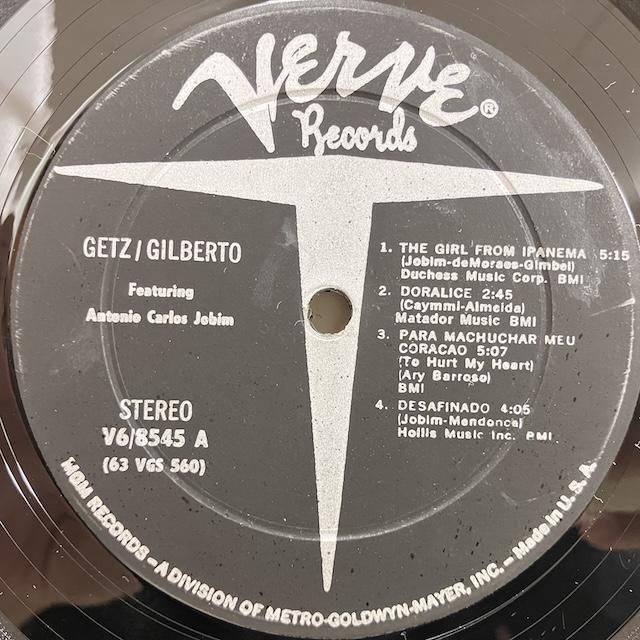 Verve®
Records
GETZ / GILBERTO
Featuring
Antonio Carlos Jobim
STEREO
V6/8545 A
(63 VGS 560)
1. THE GIRL FROM IPANEMA 5:15
(Jobim-deMoraes-Gimbel)
Duchess Music Corp. BMI
2. DORALICE 2:45
(Caymmi-Almeida)
Matador Music BMI
3. PARA MACHUCHAR MEU
CORACAO 5:07
(To Hurt My Heart)
(Ary Barroso)
BMI
4. DESAFINADO 4:05
(Jobim-Mendonca)
Hollis Music Inc. BMI
MGM RECORDS – A DIVISION OF METRO-GOLDWYN-MAYER, INC. – Made in U.S.A.